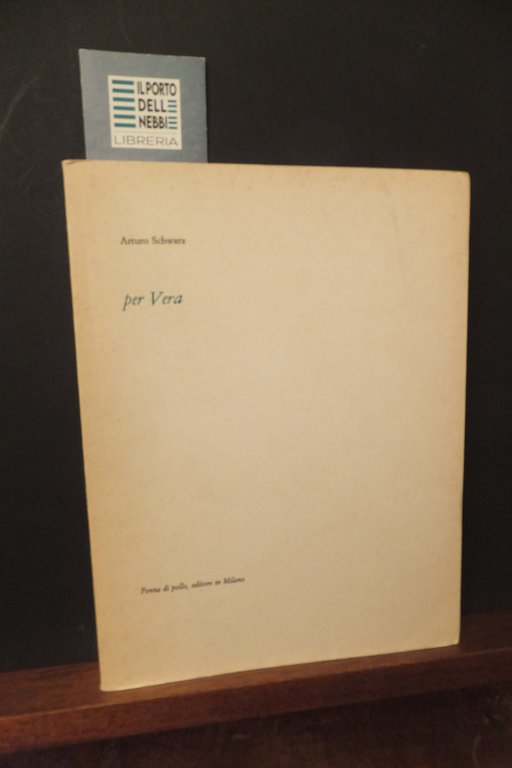 IL PORTO
DELLE
NEBBIE
LIBRERIA
Arturo Schwarz
per Vera
Penna di pollo, editore in Milano